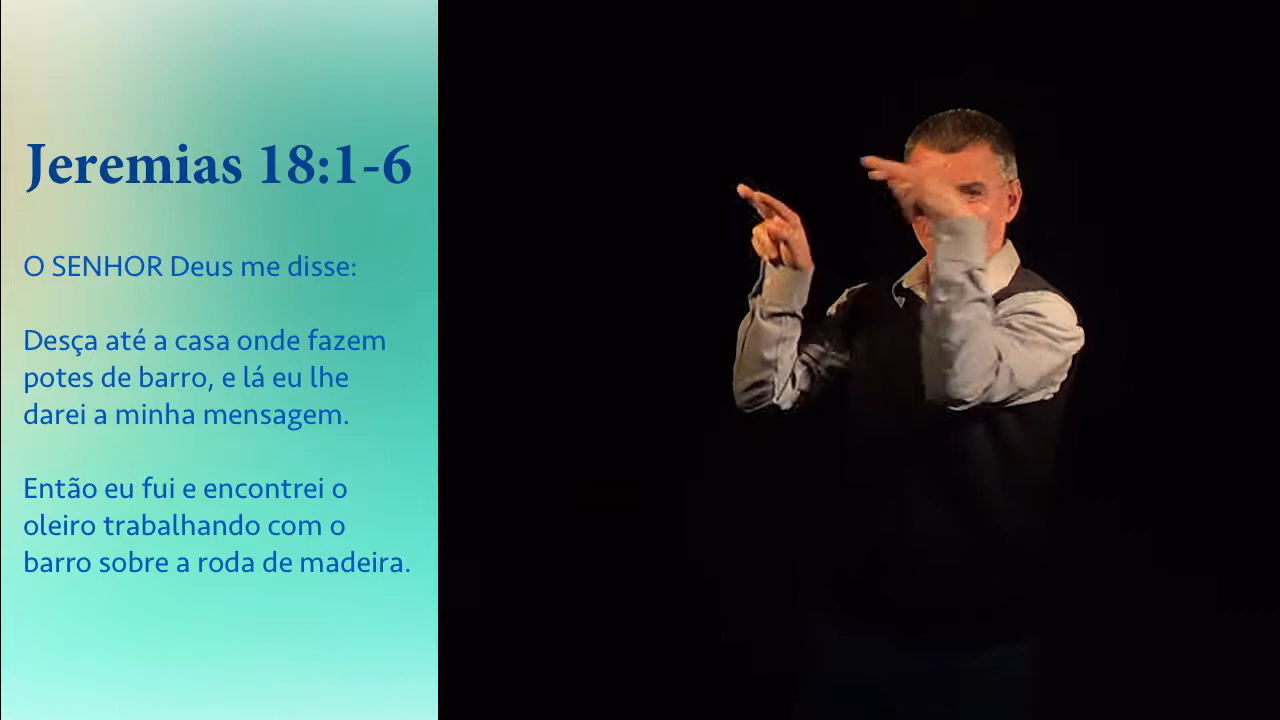 Jeremias 18:1-6
O SENHOR Deus me disse:
Desça até a casa onde fazem
potes de barro, e lá eu lhe
darei a minha mensagem.
Então eu fui e encontrei o
oleiro trabalhando com o
barro sobre a roda de madeira.